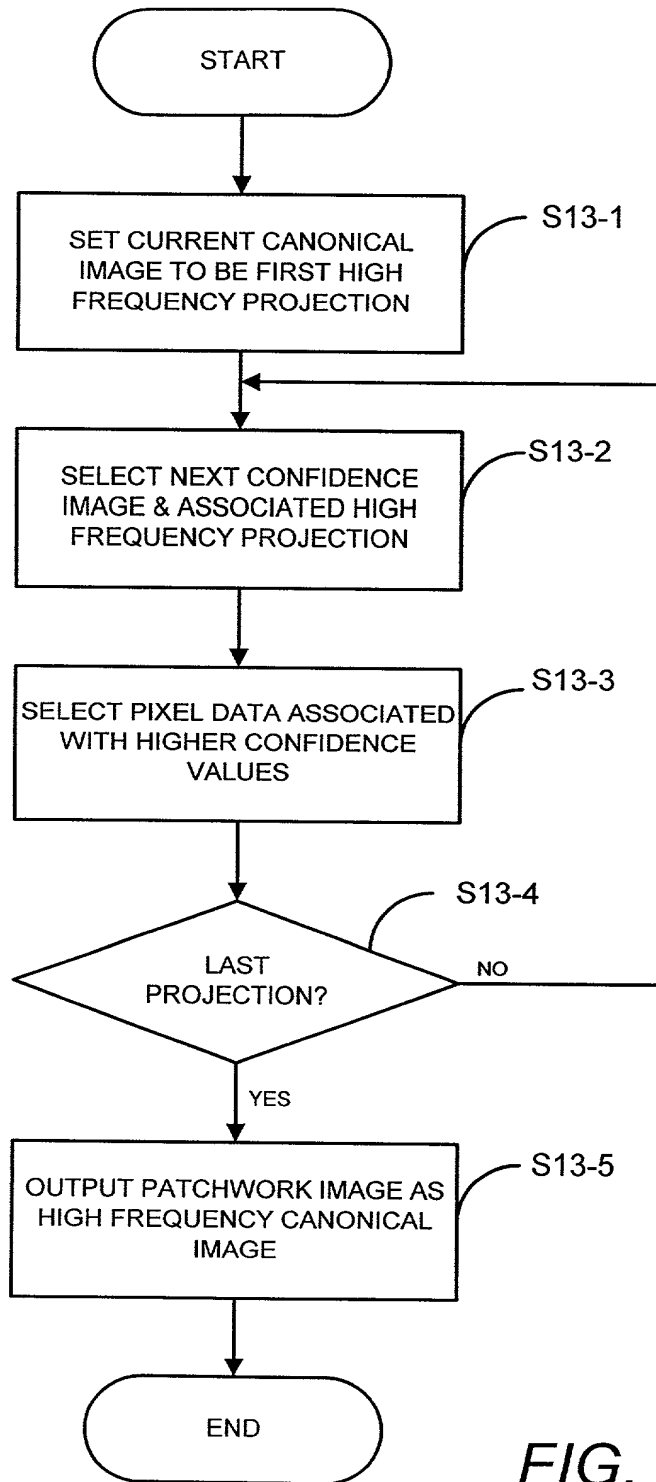 START
SET CURRENT CANONICAL
IMAGE TO BE FIRST HIGH
FREQUENCY PROJECTION
S13-1
SELECT NEXT CONFIDENCE
IMAGE & ASSOCIATED HIGH
FREQUENCY PROJECTION
S13-2
SELECT PIXEL DATA ASSOCIATED
WITH HIGHER CONFIDENCE
VALUES
S13-3
LAST
PROJECTION?
S13-4
NO
YES
OUTPUT PATCHWORK IMAGE AS
HIGH FREQUENCY CANONICAL
IMAGE
S13-5
END
FIG.